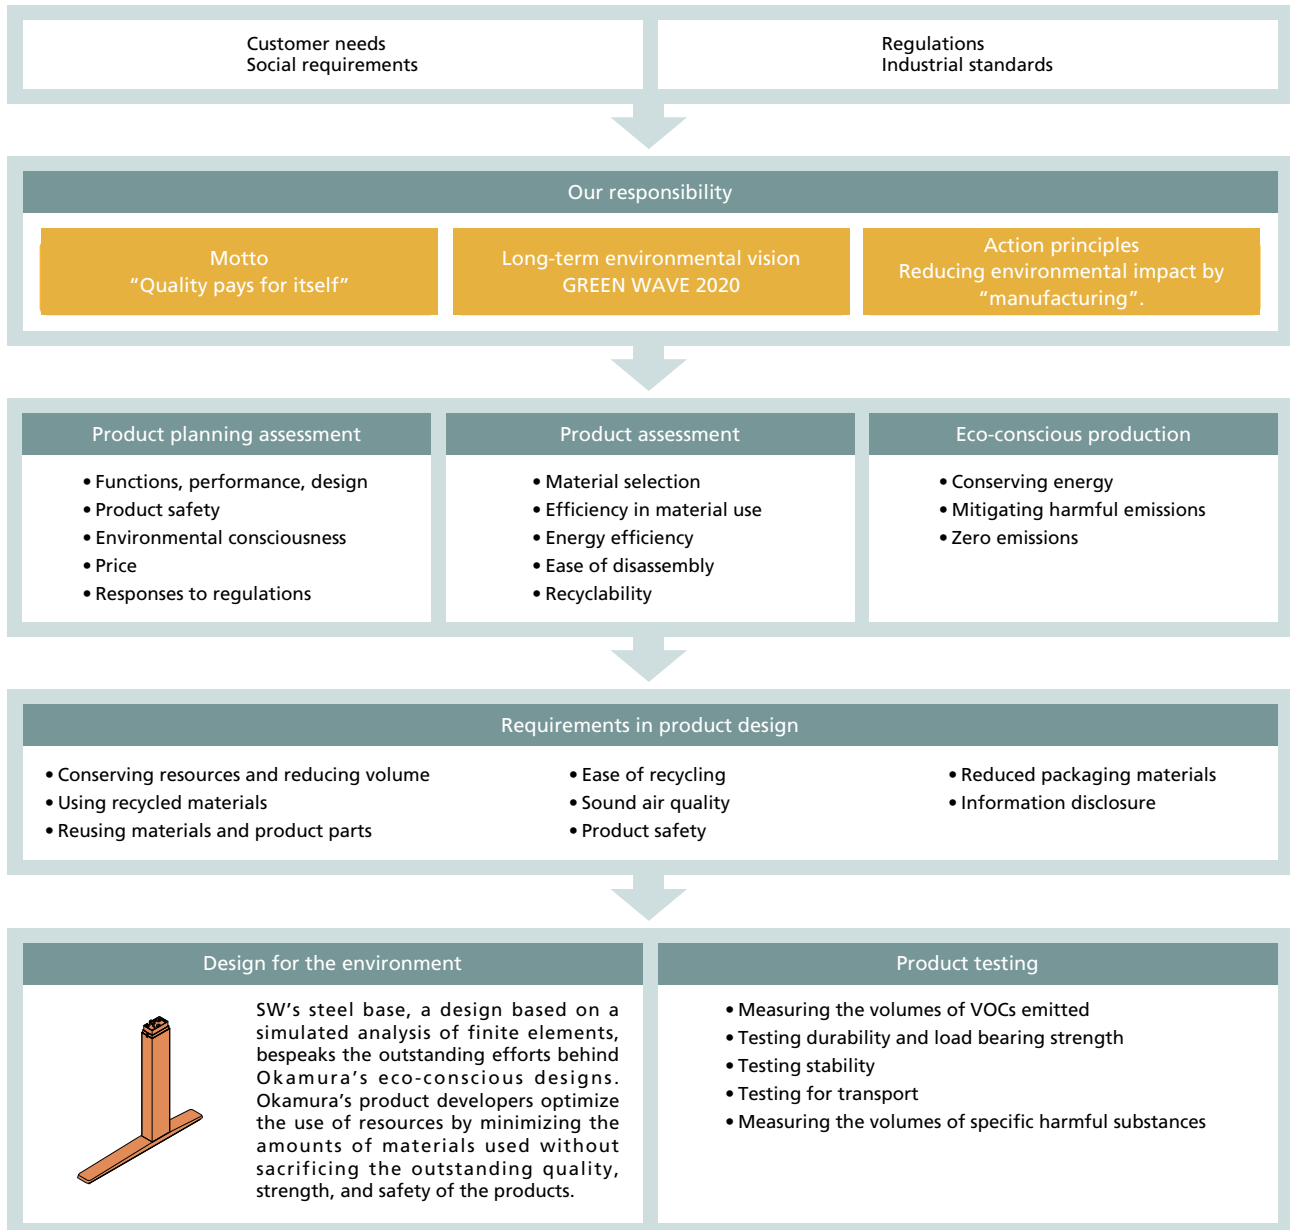 Customer needs
Social requirements
Regulations
Industrial standards
Our responsibility
Motto
“Quality pays for itself”
Long-term environmental vision
GREEN WAVE 2020
Action principles
Reducing environmental impact by
“manufacturing”.
Product planning assessment
• Functions, performance, design
• Product safety
• Environmental consciousness
• Price
• Responses to regulations
Product assessment
• Material selection
• Efficiency in material use
• Energy efficiency
• Ease of disassembly
• Recyclability
Eco-conscious production
• Conserving energy
• Mitigating harmful emissions
• Zero emissions
Requirements in product design
• Conserving resources and reducing volume
• Using recycled materials
• Reusing materials and product parts
• Ease of recycling
• Sound air quality
• Product safety
• Reduced packaging materials
• Information disclosure
Design for the environment
SW’s steel base, a design based on a
simulated analysis of finite elements,
bespeaks the outstanding efforts behind
Okamura’s eco-conscious designs.
Okamura’s product developers optimize
the use of resources by minimizing the
amounts of materials used without
sacrificing the outstanding quality,
strength, and safety of the products.
Product testing
• Measuring the volumes of VOCs emitted
• Testing durability and load bearing strength
• Testing stability
• Testing for transport
• Measuring the volumes of specific harmful substances